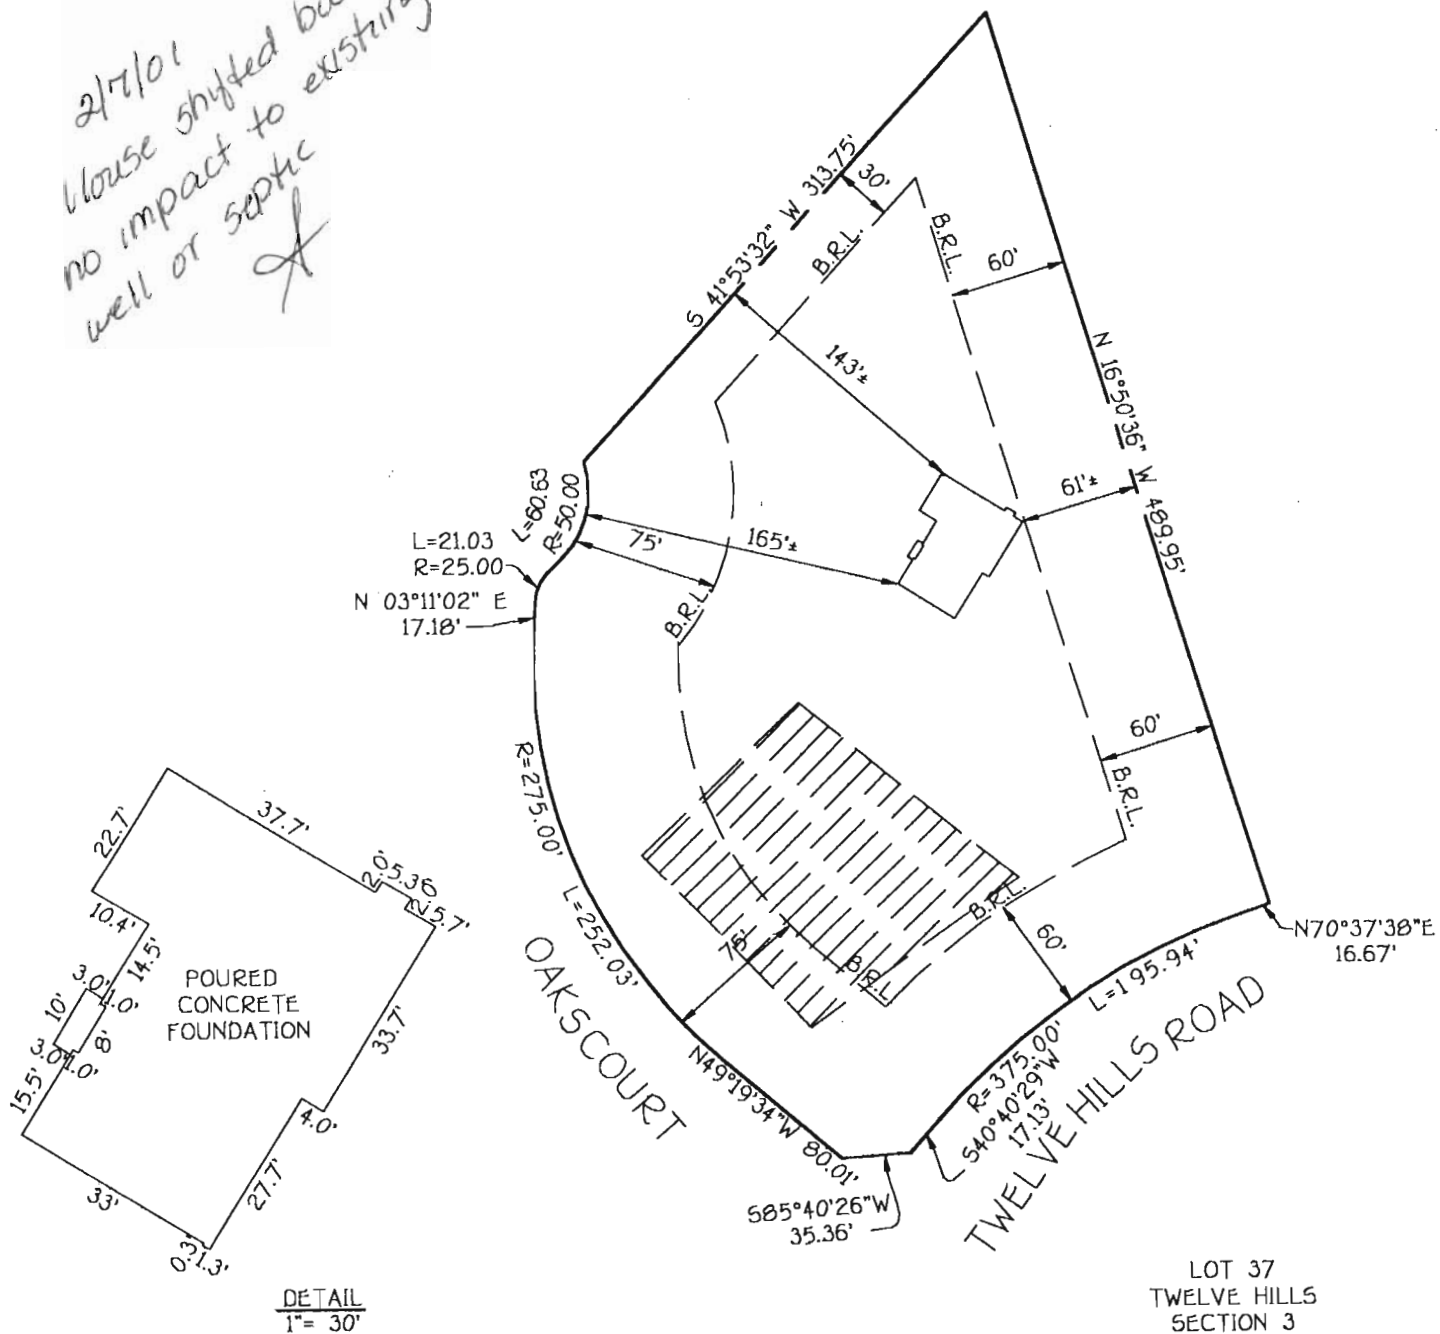 2/7/01
House shifted
no impact to existing
well or septic
S 41°53'32" W 313.75'
30'
B.R.L.
B.R.L.
60'
143'±
N 16°50'36" W 489.95'
61'±
L=60.63
R=50.00
L=21.03
R=25.00
75'
165'±
N 03°11'02" E
17.18'
B.R.L.
60'
B.R.L.
R=275.00'
L=252.03'
B.R.L.
75'
B.R.L.
60'
N70°37'38"E
16.67'
L=195.94'
R=375.00'
S40°40'29"W
17.13'
OAKS COURT
TWELVE HILLS ROAD
N49°19'34"W 80.01'
S85°40'26"W
35.36'
37.7'
22.7'
2.0'
5.3'
2.0'
5.7'
10.4'
14.5'
3.0'
1.0'
10'
8'
3.0'
1.0'
15.5'
POURED
CONCRETE
FOUNDATION
33.7'
4.0'
27.7'
33'
0.3'
1.3'
DETAIL
1"= 30'
LOT 37
TWELVE HILLS
SECTION 3